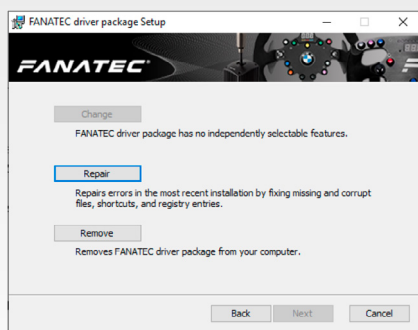 FANATEC driver package Setup
FANATEC
Change
FANATEC driver package has no independently selectable features.
Repair
Repairs errors in the most recent installation by fixing missing and corrupt
files, shortcuts, and registry entries.
Remove
Removes FANATEC driver package from your computer.
Back Next Cancel